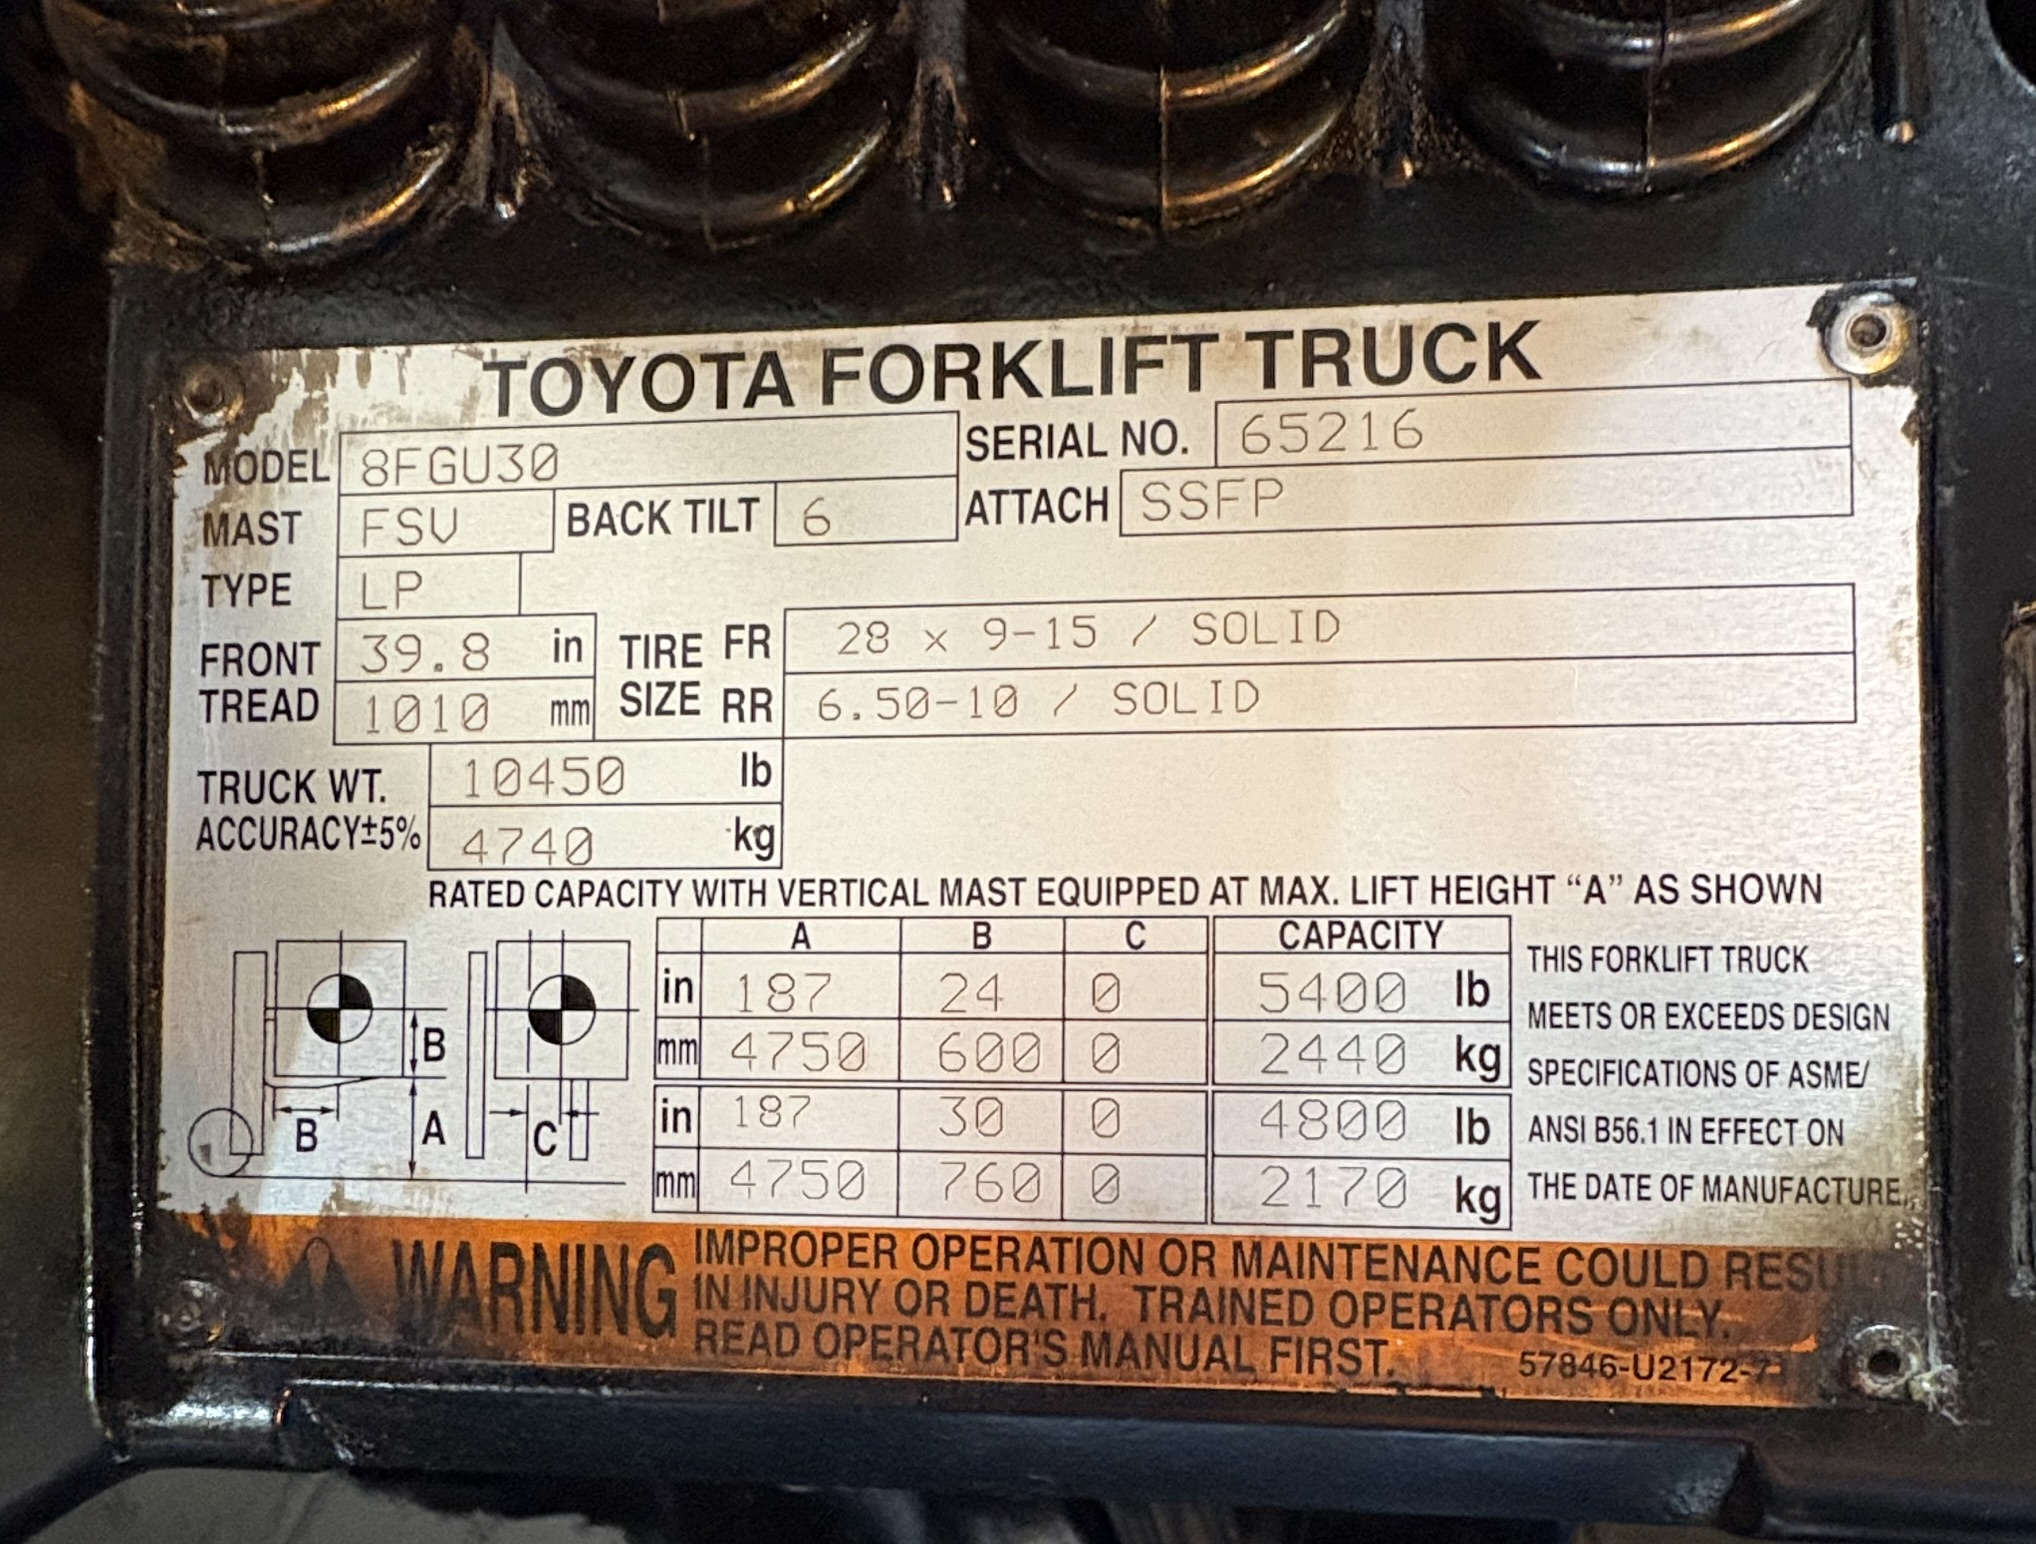 TOYOTA FORKLIFT TRUCK
MODEL 8FGU30 SERIAL NO. 65216
MAST FSV BACK TILT 6 ATTACH SSFP
TYPE LP
FRONT TREAD 39.8 in TIRE SIZE FR 28 x 9-15 / SOLID
1010 mm RR 6.50-10 / SOLID
TRUCK WT. 10450 lb
ACCURACY±5% 4740 kg
RATED CAPACITY WITH VERTICAL MAST EQUIPPED AT MAX. LIFT HEIGHT “A” AS SHOWN
A B C CAPACITY
in 187 24 0 5400 lb
mm 4750 600 0 2440 kg
in 187 30 0 4800 lb
mm 4750 760 0 2170 kg
B
B
A
C
THIS FORKLIFT TRUCK
MEETS OR EXCEEDS DESIGN
SPECIFICATIONS OF ASME/
ANSI B56.1 IN EFFECT ON
THE DATE OF MANUFACTURE.
WARNING
IMPROPER OPERATION OR MAINTENANCE COULD RESUL
IN INJURY OR DEATH. TRAINED OPERATORS ONLY.
READ OPERATOR'S MANUAL FIRST.
57846-U2172-71